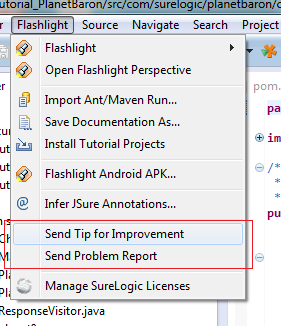 utorial_PlanetBaron/src/com/surelogic/planetbaron/
Flashlight Source Refactor Navigate Search Project
Flashlight
Open Flashlight Perspective
Import Ant/Maven Run...
Save Documentation As...
Install Tutorial Projects
Flashlight Android APK...
Infer JSure Annotations...
Send Tip for Improvement
Send Problem Report
Manage SureLogic Licenses
ResponseVisitor.java
pom.
pa
im
/*
*
*
pu